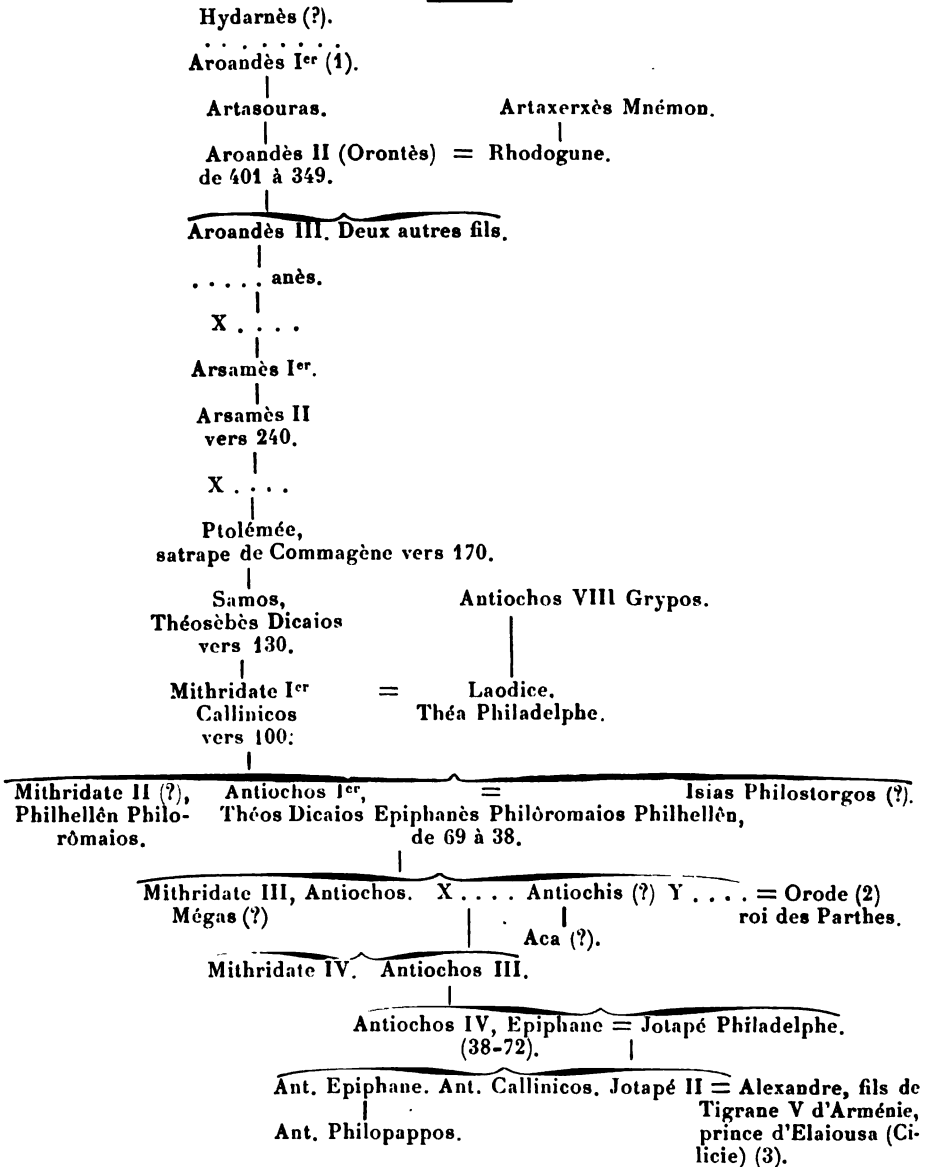 Hydarnès (?).
. . . . . . . .
Aroandès Ier (1).
Artasouras. Artaxerxès Mnémon.
Aroandès II (Orontès) = Rhodogune.
de 401 à 349.
Aroandès III. Deux autres fils.
. . . . . anès.
X . . . .
Arsamès Ier.
Arsamès II
vers 240.
X . . . .
Ptolémée,
satrape de Commagène vers 170.
Samos, Antiochos VIII Grypos.
Théosèbès Dicaios
vers 130.
Mithridate Ier = Laodice.
Callinicos Théa Philadelphe.
vers 100:
Mithridate II (?), Antiochos Ier, = Isias Philostorgos (?).
Philhellên Philo- Théos Dicaios Epiphanès Philôromaios Philhellên,
rômaios. de 69 à 38.
Mithridate III, Antiochos. X . . . . Antiochis (?) Y . . . . = Orode (2)
Mégas (?) roi des Parthes.
Aca (?).
Mithridate IV. Antiochos III.
Antiochos IV, Epiphane = Jotapé Philadelphe.
(38-72).
Ant. Epiphane. Ant. Callinicos. Jotapé II = Alexandre, fils de
Tigrane V d'Arménie,
Ant. Philopappos. prince d'Elaiousa (Ci-
licie) (3).